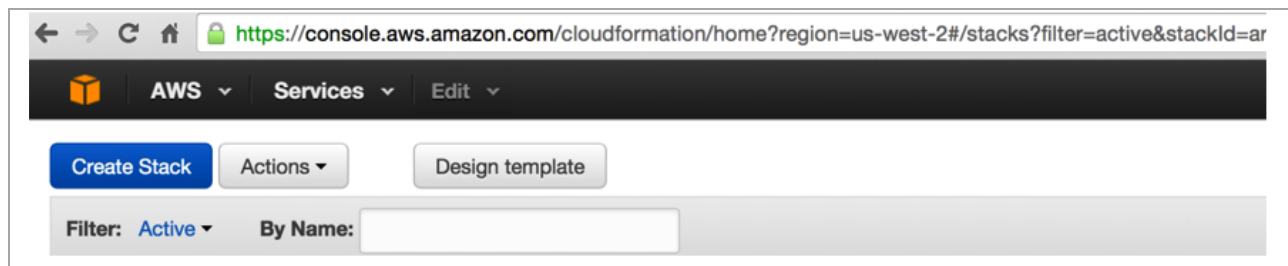 https://console.aws.amazon.com/cloudformation/home?region=us-west-2#/stacks?filter=active&stackId=ar
AWS Services Edit
Create Stack Actions Design template
Filter: Active By Name: